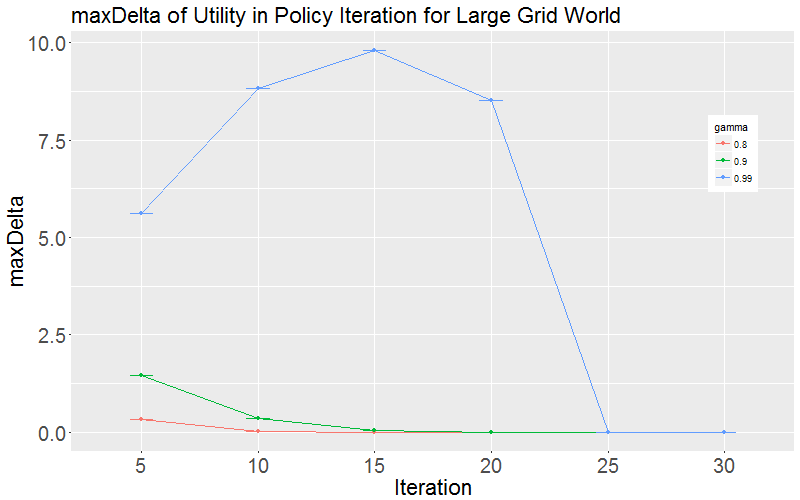 maxDelta of Utility in Policy Iteration for Large Grid World
maxDelta
10.0
7.5
5.0
2.5
0.0
gamma
0.8
0.9
0.99
5 10 15 20 25 30
Iteration